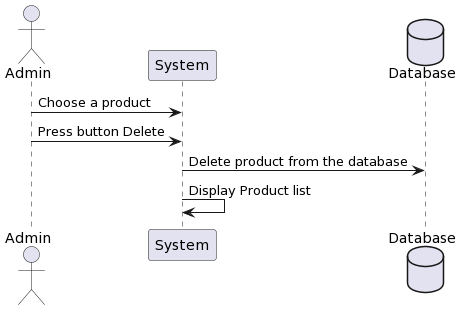 Admin
System
Database
Choose a product
Press button Delete
Delete product from the database
Display Product list
Admin
System
Database